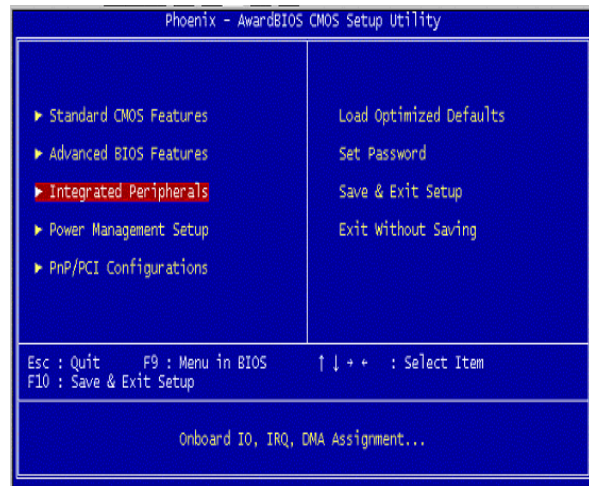 Phoenix - AwardBIOS CMOS Setup Utility
▶ Standard CMOS Features
▶ Advanced BIOS Features
▶ Integrated Peripherals
▶ Power Management Setup
▶ PnP/PCI Configurations
Load Optimized Defaults
Set Password
Save & Exit Setup
Exit Without Saving
Esc : Quit F9 : Menu in BIOS ↑ ↓ → ← : Select Item
F10 : Save & Exit Setup
Onboard IO, IRQ, DMA Assignment...